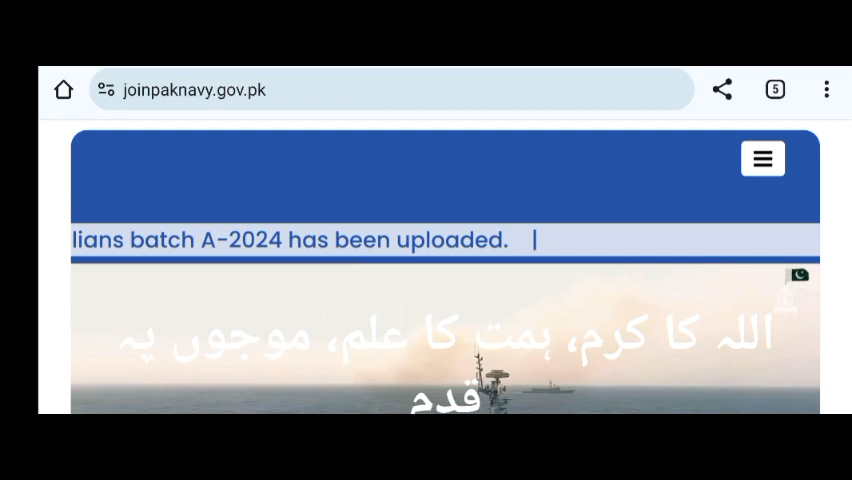 joinpaknavy.gov.pk
5
lians batch A-2024 has been uploaded. |
اللہ کا کرم، ہمت کا علم، موجوں پہ
قدم